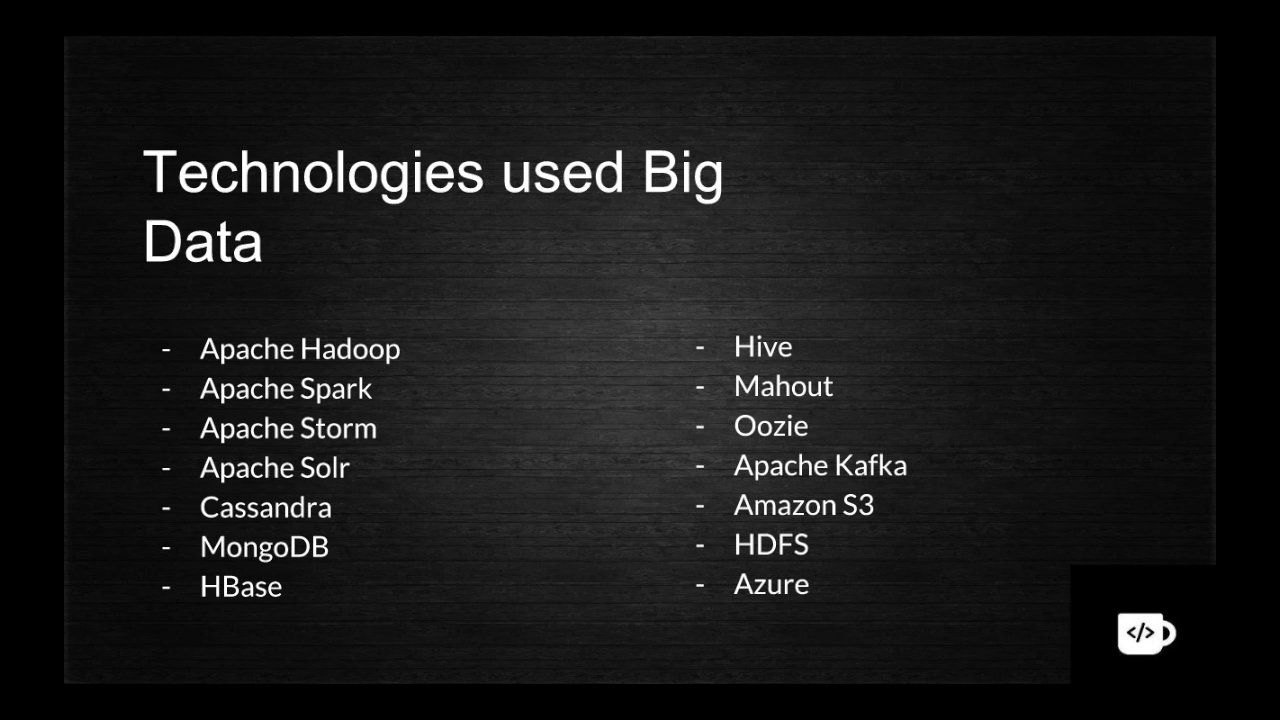 Technologies used Big
Data
- Apache Hadoop
- Apache Spark
- Apache Storm
- Apache Solr
- Cassandra
- MongoDB
- HBase
- Hive
- Mahout
- Oozie
- Apache Kafka
- Amazon S3
- HDFS
- Azure
</>